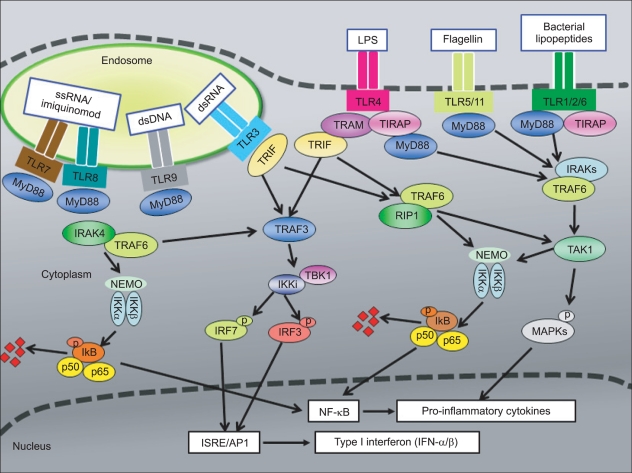 LPS
Flagellin
Bacterial
lipopeptides
Endosome
ssRNA/
imiquinomod
dsDNA
dsRNA
TLR4
TLR5/11
TLR1/2/6
TLR3
TLR7
TLR8
TLR9
TRAM
TIRAP
MyD88
MyD88
MyD88
TIRAP
TRIF
TRIF
MyD88
MyD88
MyD88
IRAKs
TRAF6
TRAF6
RIP1
IRAK4
TRAF6
TRAF3
NEMO
TAK1
IKKα
IKKβ
Cytoplasm
NEMO
IKKα
IKKβ
IKKi
TBK1
IRF7
p
IRF3
p
p
IkB
p50
p65
p
MAPKs
p
IkB
p50
p65
NF-κB
Pro-inflammatory cytokines
Nucleus
ISRE/AP1
Type I interferon (IFN-α/β)